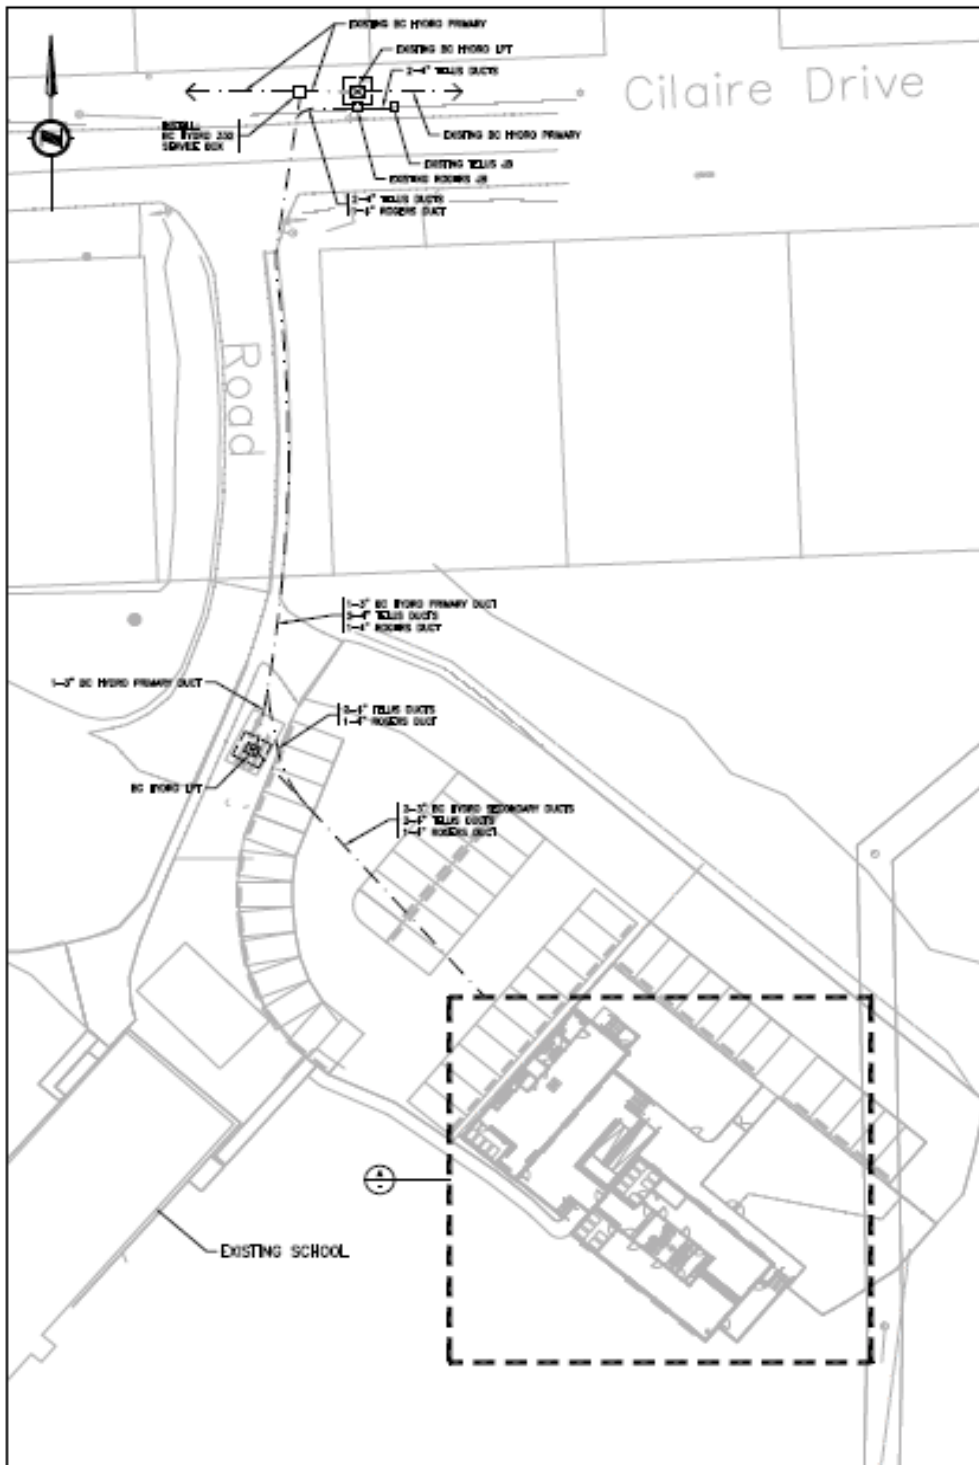 EXISTING BC HYDRO PRIMARY
EXISTING BC HYDRO LPT
2-4" TELUS DUCTS
Cilaire Drive
INSTALL:
BC HYDRO 233
SERVICE BOX
EXISTING BC HYDRO PRIMARY
EXISTING TELUS JB
EXISTING ROGERS JB
2-4" TELUS DUCTS
1-4" ROGERS DUCT
Road
1-3" BC HYDRO PRIMARY DUCT
2-4" TELUS DUCTS
1-4" ROGERS DUCT
1-3" BC HYDRO PRIMARY DUCT
2-4" TELUS DUCTS
1-4" ROGERS DUCT
BC HYDRO LPT
BC HYDRO SECONDARY DUCTS
2-4" TELUS DUCTS
1-4" ROGERS DUCT
A
EXISTING SCHOOL